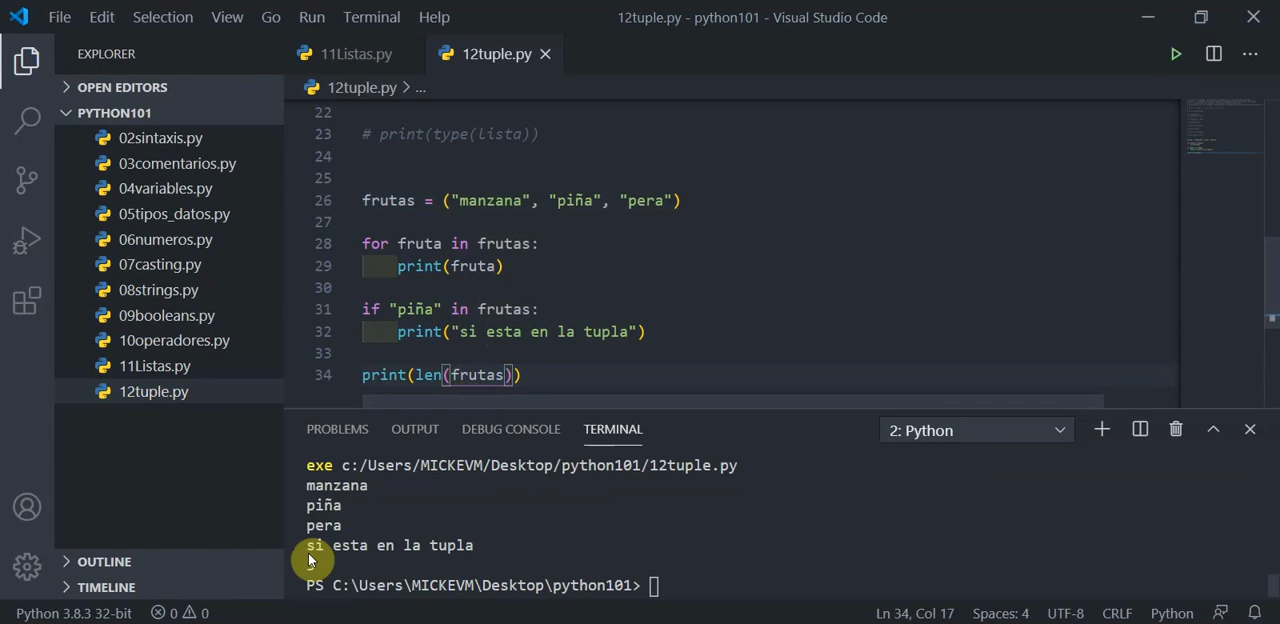 File Edit Selection View Go Run Terminal Help 12tuple.py - python101 - Visual Studio Code
EXPLORER
11Listas.py 12tuple.py
OPEN EDITORS
12tuple.py > ...
PYTHON101
02sintaxis.py
03comentarios.py
04variables.py
05tipos_datos.py
06numeros.py
07casting.py
08strings.py
09booleans.py
10operadores.py
11Listas.py
12tuple.py
22
23 # print(type(lista))
24
25
26 frutas = ("manzana", "piña", "pera")
27
28 for fruta in frutas:
29 print(fruta)
30
31 if "piña" in frutas:
32 print("si esta en la tupla")
33
34 print(len(frutas))
PROBLEMS OUTPUT DEBUG CONSOLE TERMINAL 2: Python
exe c:/Users/MICKEVM/Desktop/python101/12tuple.py
manzana
piña
pera
si esta en la tupla
PS C:\Users\MICKEVM\Desktop\python101>
OUTLINE
TIMELINE
Python 3.8.3 32-bit 0 0 Ln 34, Col 17 Spaces: 4 UTF-8 CRLF Python